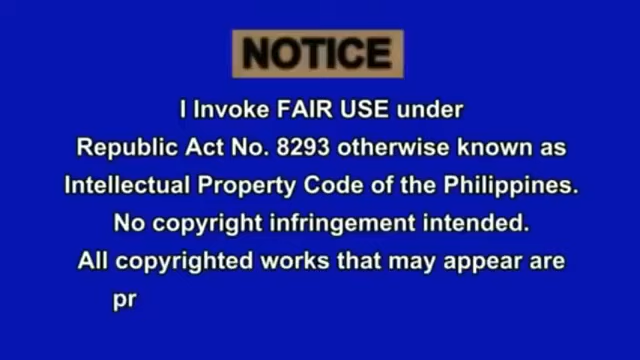 NOTICE
I Invoke FAIR USE under
Republic Act No. 8293 otherwise known as
Intellectual Property Code of the Philippines.
No copyright infringement intended.
All copyrighted works that may appear are
pr